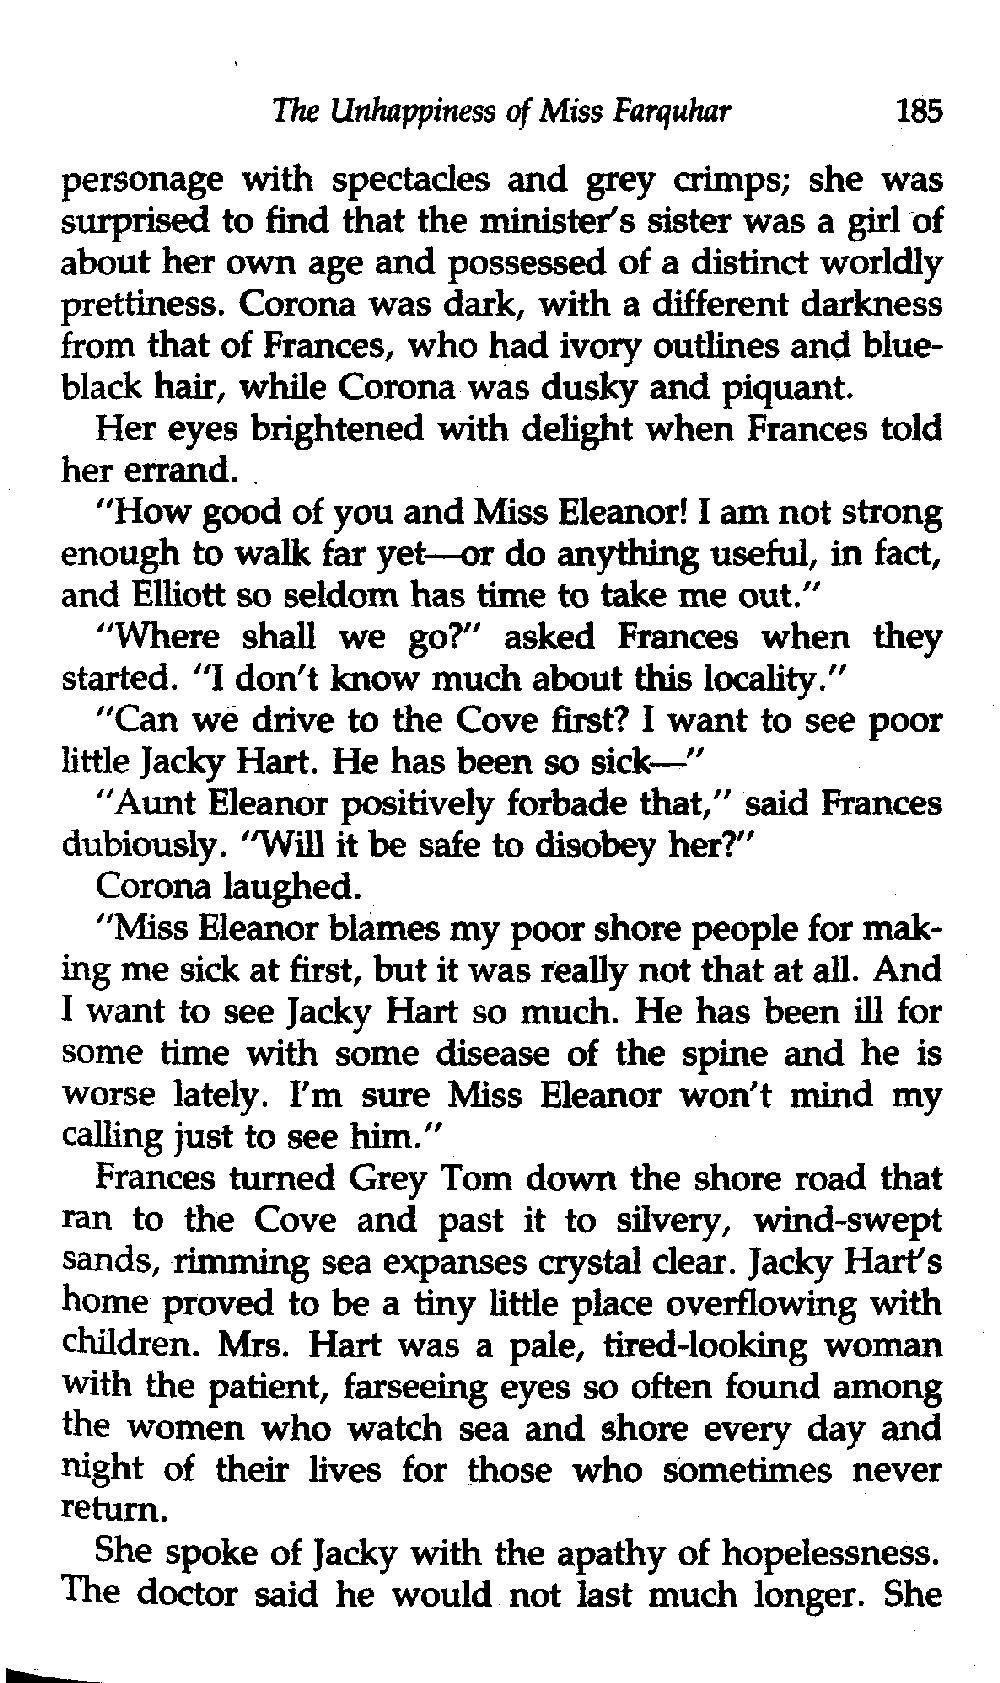 The Unhappiness of Miss Farquhar 185
personage with spectacles and grey crimps; she was
surprised to find that the minister's sister was a girl of
about her own age and possessed of a distinct worldly
prettiness. Corona was dark, with a different darkness
from that of Frances, who had ivory outlines and blue-
black hair, while Corona was dusky and piquant.
Her eyes brightened with delight when Frances told
her errand.
"How good of you and Miss Eleanor! I am not strong
enough to walk far yet—or do anything useful, in fact,
and Elliott so seldom has time to take me out."
"Where shall we go?" asked Frances when they
started. "I don't know much about this locality."
"Can we drive to the Cove first? I want to see poor
little Jacky Hart. He has been so sick—"
"Aunt Eleanor positively forbade that," said Frances
dubiously. "Will it be safe to disobey her?"
Corona laughed.
"Miss Eleanor blames my poor shore people for mak-
ing me sick at first, but it was really not that at all. And
I want to see Jacky Hart so much. He has been ill for
some time with some disease of the spine and he is
worse lately. I'm sure Miss Eleanor won't mind my
calling just to see him."
Frances turned Grey Tom down the shore road that
ran to the Cove and past it to silvery, wind-swept
sands, rimming sea expanses crystal clear. Jacky Hart's
home proved to be a tiny little place overflowing with
children. Mrs. Hart was a pale, tired-looking woman
with the patient, farseeing eyes so often found among
the women who watch sea and shore every day and
night of their lives for those who sometimes never
return.
She spoke of Jacky with the apathy of hopelessness.
The doctor said he would not last much longer. She